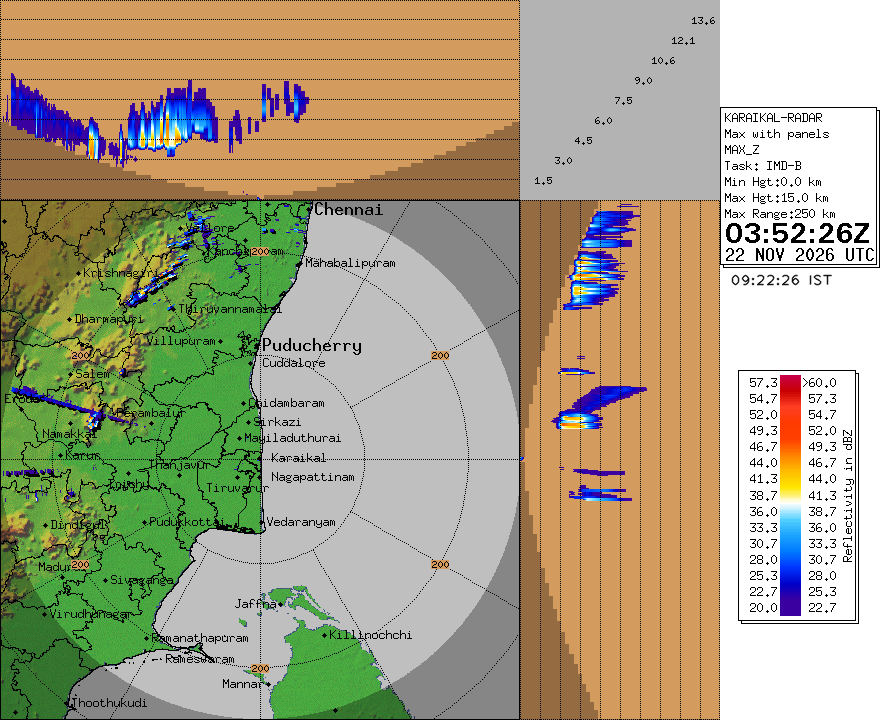 13.6
12.1
10.6
9.0
7.5
6.0
4.5
3.0
1.5
KARAIKAL-RADAR
Max with panels
MAX_Z
Task: IMD-B
Min Hgt:0.0 km
Max Hgt:15.0 km
Max Range:250 km
03:52:26Z
22 NOV 2026 UTC
09:22:26 IST
Chennai
200
Mahabalipuram
Krishnagiri
Thiruvannamalai
Dharmapuri
Villupuram
Puducherry
200
200
Cuddalore
Salem
Chidambaram
Perambalur
Sirkazi
Namakkal
Mayiladuthurai
Karur
Thanjavur
Karaikal
Nagapattinam
Tiruvarur
Dindigul
Pudukkottai
Vedaranyam
200
200
Sivaganga
Jaffna
Virudhunagar
Ramanathapuram
Killinochchi
Rameswaram
200
Mannar
Thoothukudi
57.3 >60.0
54.7 57.3
52.0 54.7
49.3 52.0
46.7 49.3
44.0 46.7
41.3 44.0
38.7 41.3
36.0 38.7
33.3 36.0
30.7 33.3
28.0 30.7
25.3 28.0
22.7 25.3
20.0 22.7
Reflectivity in dBZ